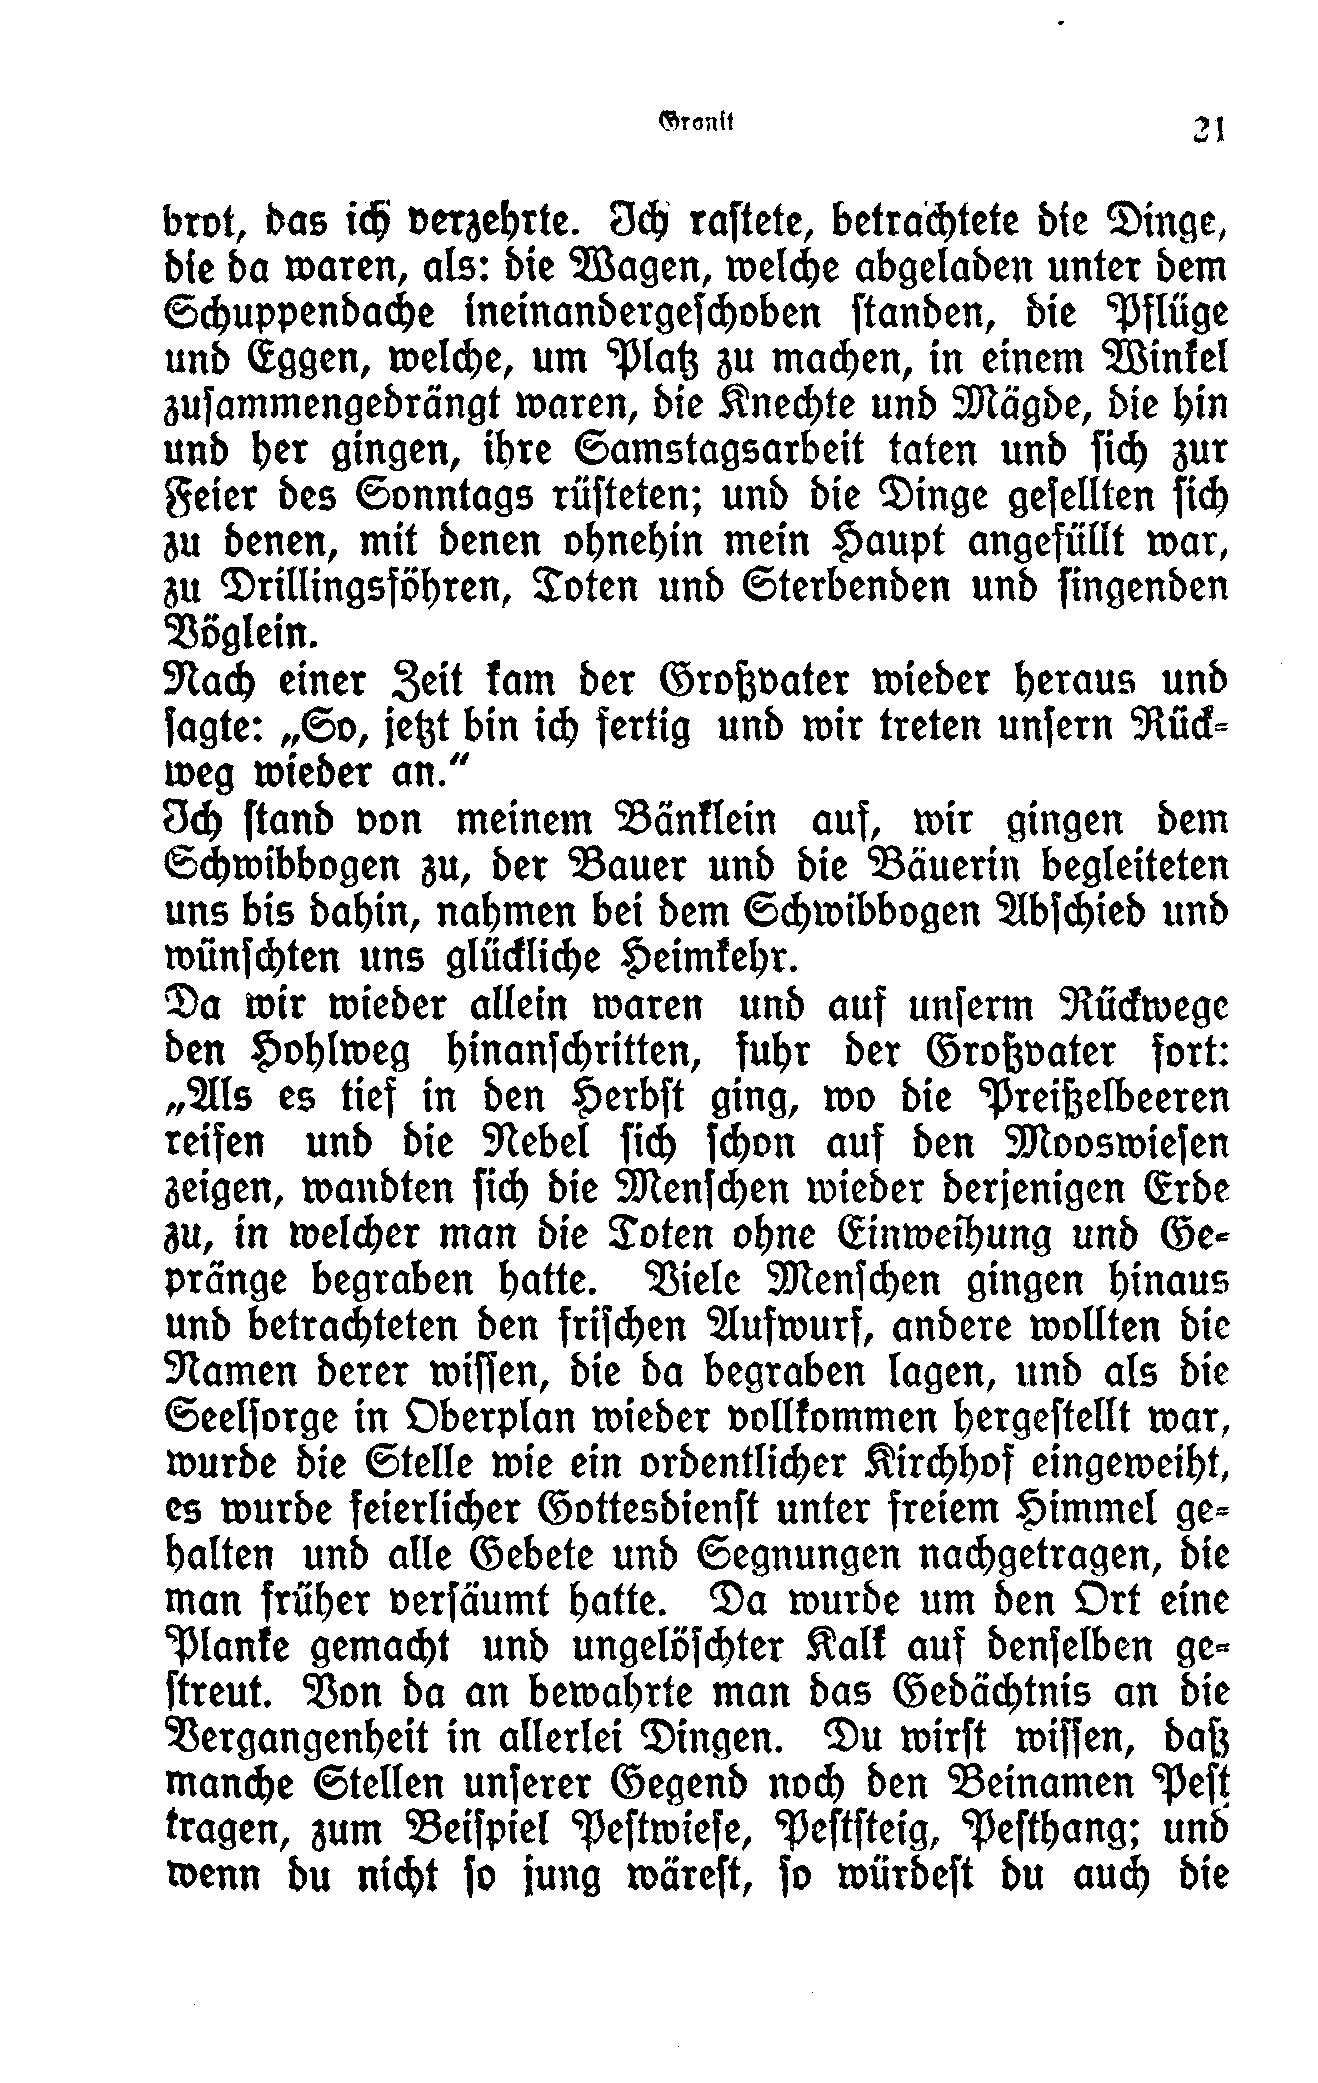 Granit 21
brot, das ich verzehrte. Ich rastete, betrachtete die Dinge,
die da waren, als: die Wagen, welche abgeladen unter dem
Schuppendache ineinandergeschoben standen, die Pflüge
und Eggen, welche, um Platz zu machen, in einem Winkel
zusammengedrängt waren, die Knechte und Mägde, die hin
und her gingen, ihre Samstagsarbeit taten und sich zur
Feier des Sonntags rüsteten; und die Dinge gesellten sich
zu denen, mit denen ohnehin mein Haupt angefüllt war,
zu Drillingsföhren, Toten und Sterbenden und singenden
Vöglein.
Nach einer Zeit kam der Großvater wieder heraus und
sagte: „So, jetzt bin ich fertig und wir treten unsern Rück-
weg wieder an.“
Ich stand von meinem Bänklein auf, wir gingen dem
Schwibbogen zu, der Bauer und die Bäuerin begleiteten
uns bis dahin, nahmen bei dem Schwibbogen Abschied und
wünschten uns glückliche Heimkehr.
Da wir wieder allein waren und auf unserm Rückwege
den Hohlweg hinanschritten, fuhr der Großvater fort:
„Als es tief in den Herbst ging, wo die Preißelbeeren
reifen und die Nebel sich schon auf den Mooswiesen
zeigen, wandten sich die Menschen wieder derjenigen Erde
zu, in welcher man die Toten ohne Einweihung und Ge-
pränge begraben hatte. Viele Menschen gingen hinaus
und betrachteten den frischen Aufwurf, andere wollten die
Namen derer wissen, die da begraben lagen, und als die
Seelsorge in Oberplan wieder vollkommen hergestellt war,
wurde die Stelle wie ein ordentlicher Kirchhof eingeweiht,
es wurde feierlicher Gottesdienst unter freiem Himmel ge-
halten und alle Gebete und Segnungen nachgetragen, die
man früher versäumt hatte. Da wurde um den Ort eine
Planke gemacht und ungelöschter Kalk auf denselben ge-
streut. Von da an bewahrte man das Gedächtnis an die
Vergangenheit in allerlei Dingen. Du wirst wissen, daß
manche Stellen unserer Gegend noch den Beinamen Pest
tragen, zum Beispiel Pestwiese, Peststeig, Pesthang; und
wenn du nicht so jung wärest, so würdest du auch die